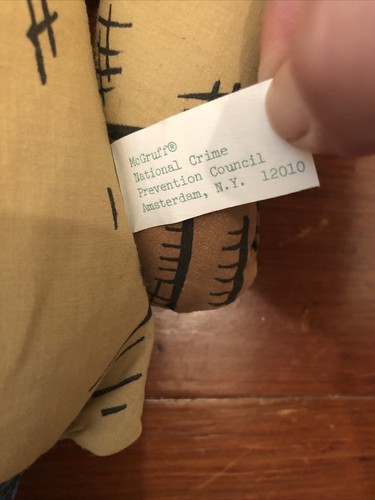 McGruff®
National Crime
Prevention Council
Amsterdam, N.Y. 12010